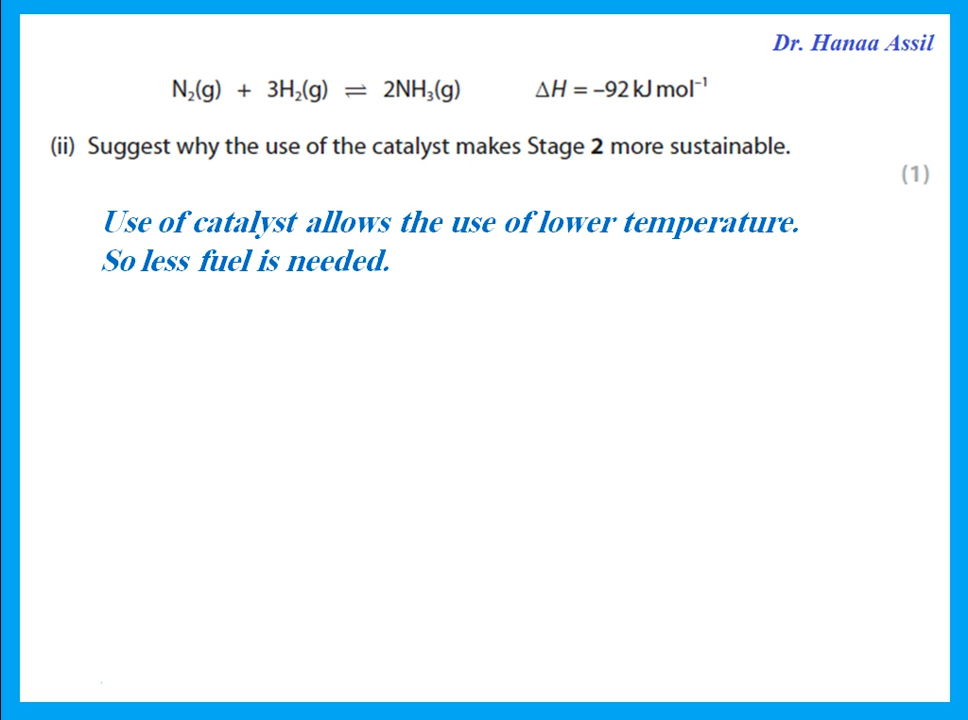 Dr. Hanaa Assil
N₂(g) + 3H₂(g) ⇌ 2NH₃(g) ΔH = –92 kJ mol⁻¹
(ii) Suggest why the use of the catalyst makes Stage 2 more sustainable.
(1)
Use of catalyst allows the use of lower temperature.
So less fuel is needed.